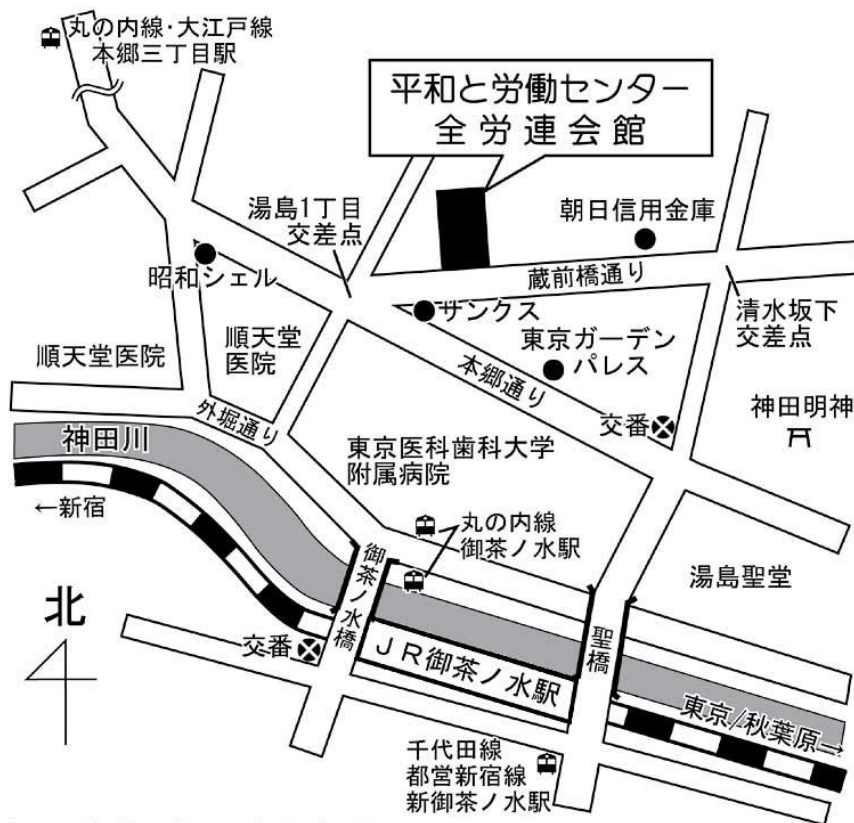 丸の内線・大江戸線
本郷三丁目駅
平和と労働センター
全労連会館
湯島1丁目
交差点
朝日信用金庫
昭和シェル
蔵前橋通り
サンクス
清水坂下
交差点
順天堂医院
順天堂
医院
東京ガーデン
パレス
本郷通り
神田明神
外堀通り
交番
神田川
東京医科歯科大学
附属病院
←新宿
丸の内線
御茶ノ水駅
湯島聖堂
北
御茶ノ水橋
聖橋
交番
JR御茶ノ水駅
東京/秋葉原→
千代田線
都営新宿線
新御茶ノ水駅